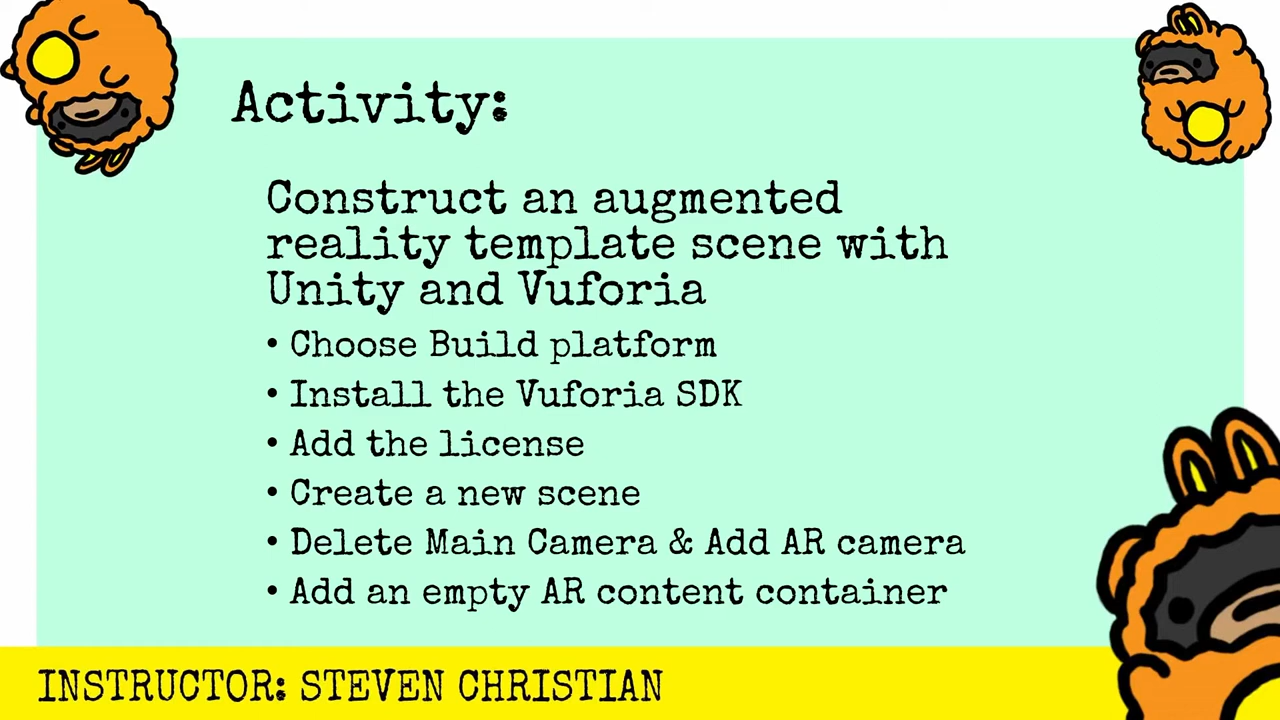 Activity:
Construct an augmented
reality template scene with
Unity and Vuforia
• Choose Build platform
• Install the Vuforia SDK
• Add the license
• Create a new scene
• Delete Main Camera & Add AR camera
• Add an empty AR content container
INSTRUCTOR: STEVEN CHRISTIAN